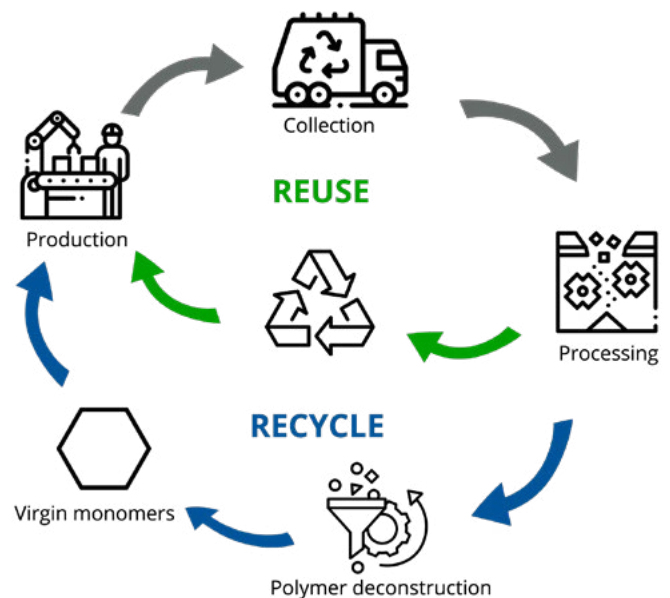 Collection
REUSE
Production
Processing
RECYCLE
Virgin monomers
Polymer deconstruction